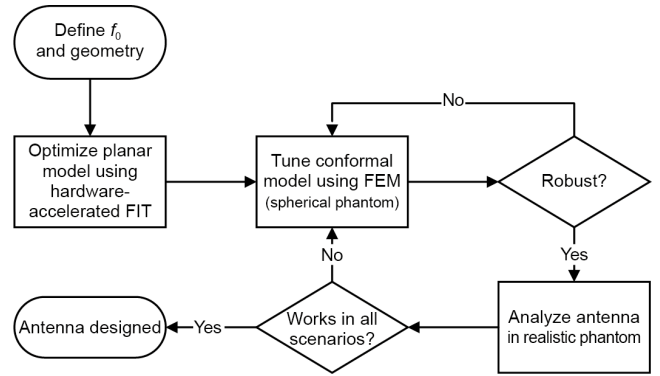 Define f₀
and geometry
No
Optimize planar
model using
hardware-
accelerated FIT
Tune conformal
model using FEM
(spherical phantom)
Robust?
Yes
No
Antenna designed
Yes
Works in all
scenarios?
Analyze antenna
in realistic phantom